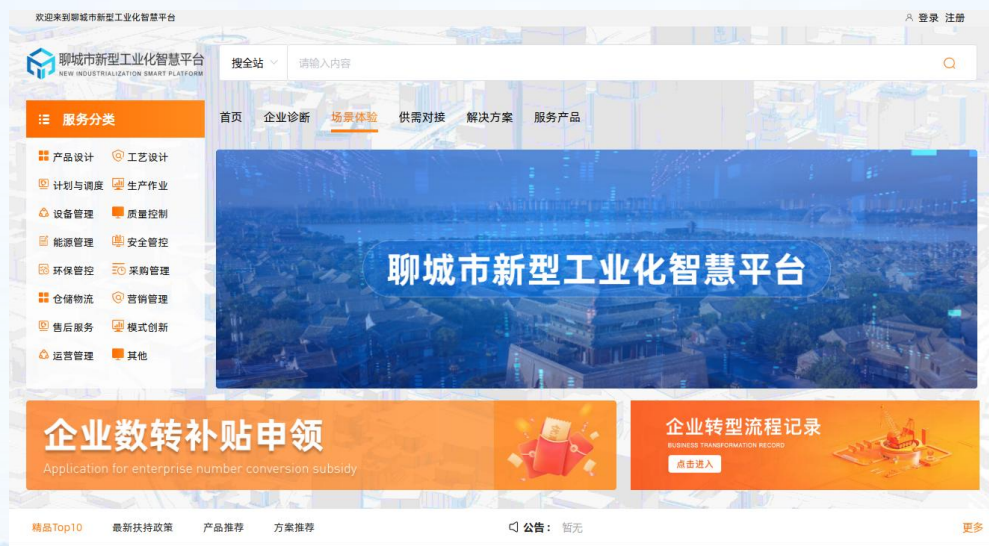 欢迎来到聊城市新型工业化智慧平台
登录 注册
聊城市新型工业化智慧平台
NEW INDUSTRIALIZATION SMART PLATFORM
搜全站 请输入内容
服务分类
首页 企业诊断 场景体验 供需对接 解决方案 服务产品
产品设计 工艺设计
计划与调度 生产作业
设备管理 质量控制
能源管理 安全管控
环保管控 采购管理
仓储物流 营销管理
售后服务 模式创新
运营管理 其他
聊城市新型工业化智慧平台
企业数转补贴申领
Application for enterprise number conversion subsidy
企业转型流程记录
BUSINESS TRANSFORMATION RECORD
点击进入
精品Top10 最新扶持政策 产品推荐 方案推荐 公告： 暂无 更多